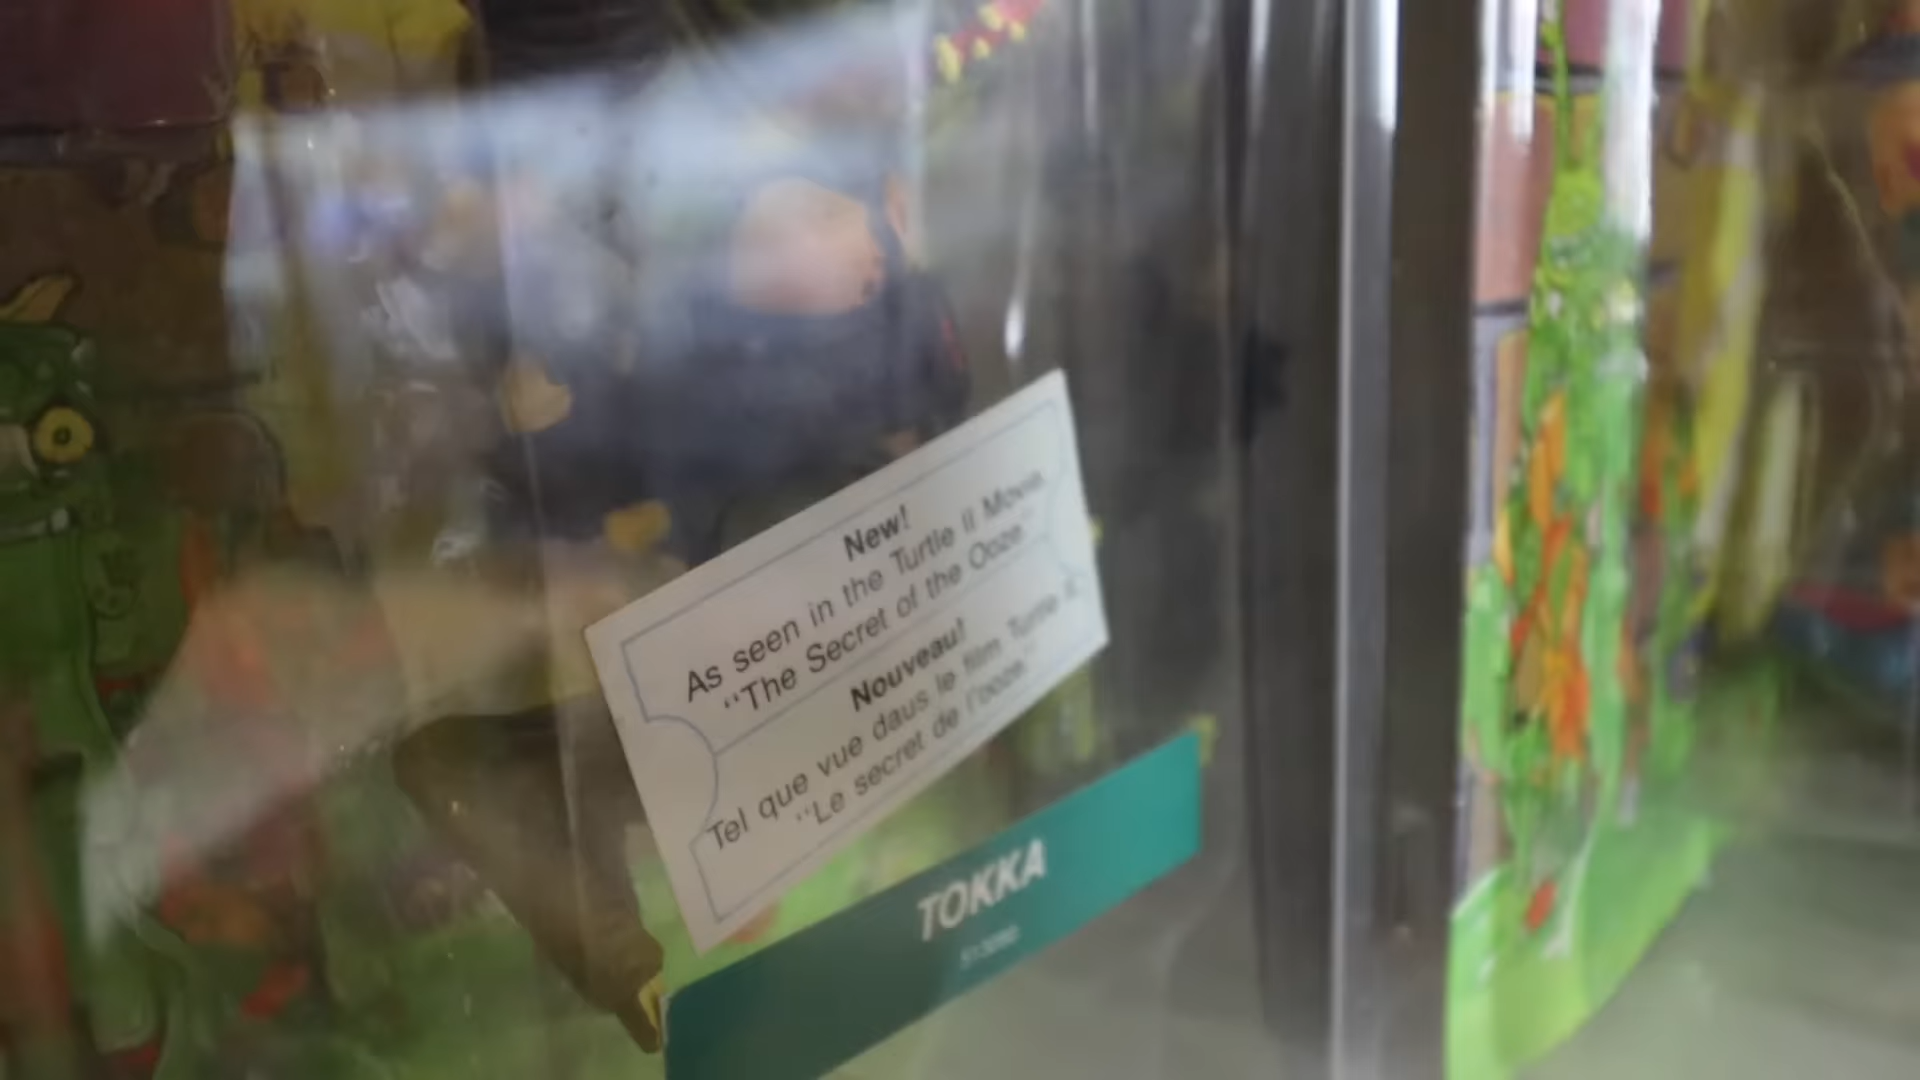 New!
As seen in the Turtle II Movie
"The Secret of the Ooze"
Nouveau!
Tel que vue daus le film Turtle II,
"Le secret de l'ooze"
TOKKA